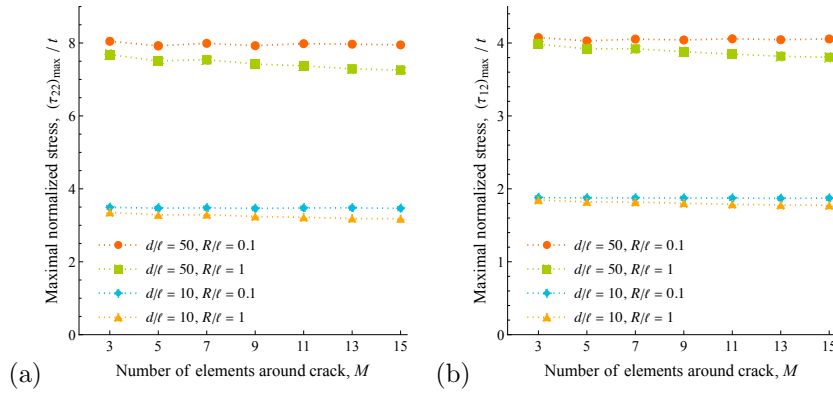 8
6
4
2
0
Maximal normalized stress, (τ22)max / t
d/ℓ = 50, R/ℓ = 0.1
d/ℓ = 50, R/ℓ = 1
d/ℓ = 10, R/ℓ = 0.1
d/ℓ = 10, R/ℓ = 1
3 5 7 9 11 13 15
Number of elements around crack, M
(a)
4
3
2
1
0
Maximal normalized stress, (τ12)max / t
d/ℓ = 50, R/ℓ = 0.1
d/ℓ = 50, R/ℓ = 1
d/ℓ = 10, R/ℓ = 0.1
d/ℓ = 10, R/ℓ = 1
3 5 7 9 11 13 15
Number of elements around crack, M
(b)